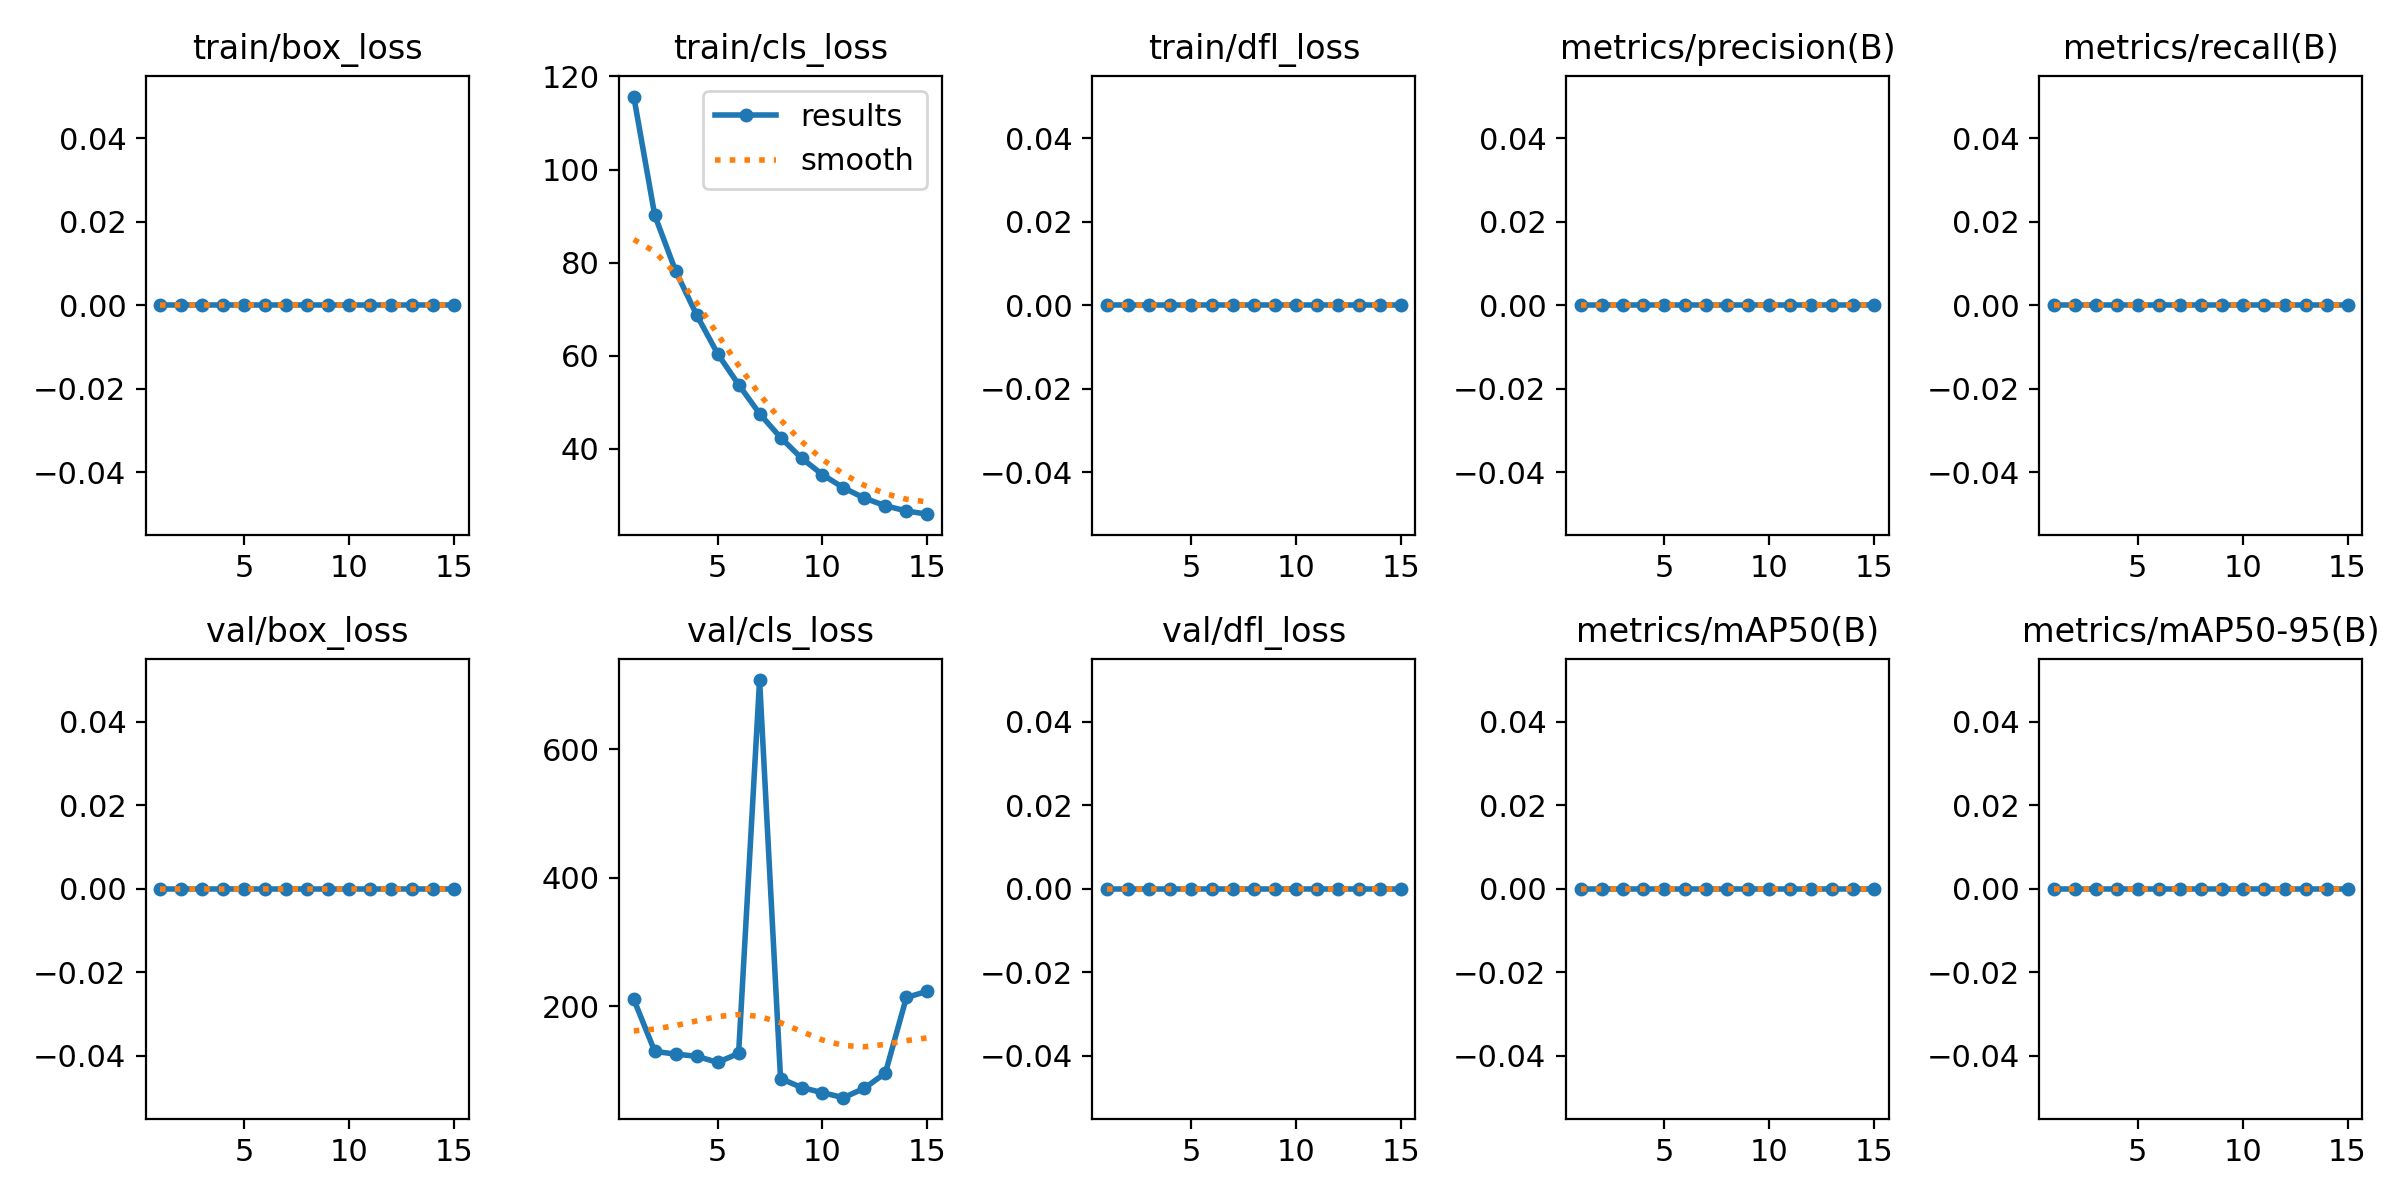 train/box_loss train/cls_loss train/dfl_loss metrics/precision(B) metrics/recall(B)
120
results
smooth
0.04 100 0.04 0.04 0.04
0.02 80 0.02 0.02 0.02
0.00 60 0.00 0.00 0.00
−0.02 40 −0.02 −0.02 −0.02
−0.04 −0.04 −0.04 −0.04
5 10 15 5 10 15 5 10 15 5 10 15 5 10 15
val/box_loss val/cls_loss val/dfl_loss metrics/mAP50(B) metrics/mAP50-95(B)
0.04 600 0.04 0.04 0.04
0.02 400 0.02 0.02 0.02
0.00 200 0.00 0.00 0.00
−0.02 −0.02 −0.02 −0.02
−0.04 −0.04 −0.04 −0.04
5 10 15 5 10 15 5 10 15 5 10 15 5 10 15